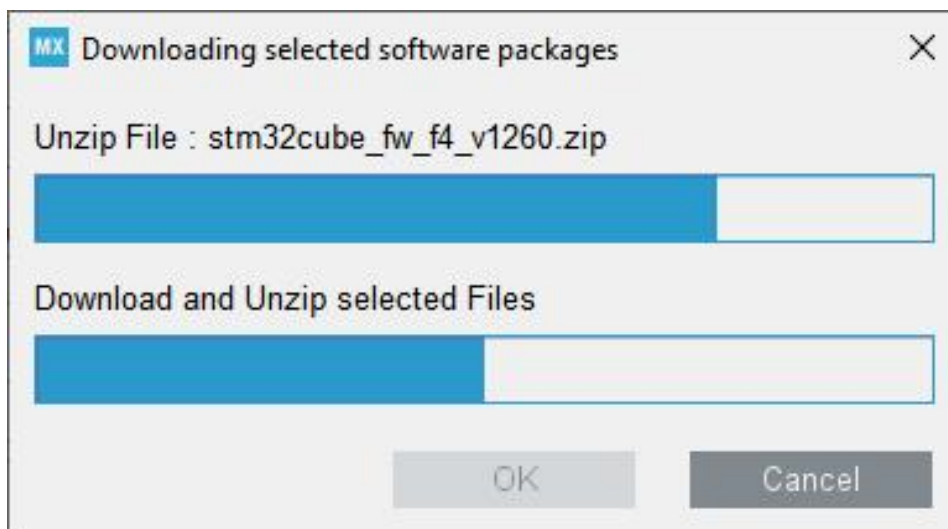 MX Downloading selected software packages
Unzip File : stm32cube_fw_f4_v1260.zip
Download and Unzip selected Files
OK Cancel